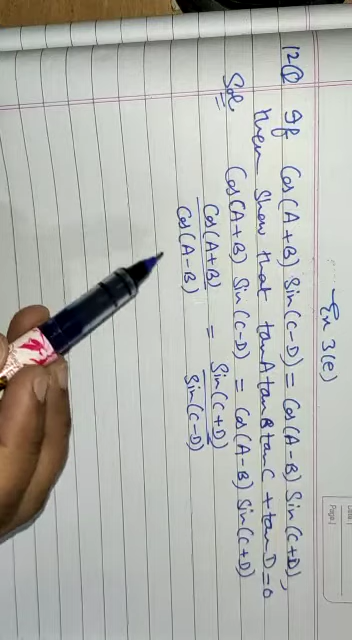 Ex 3(e)
Page
12Q If Cos(A+B) Sin(C-D) = Cos(A-B) Sin(C+D),
then show that tanA tanB tanC + tanD = 0
Sol Cos(A+B) Sin(C-D) = Cos(A-B) Sin(C+D)
Cos(A+B) / Cos(A-B) = Sin(C+D) / Sin(C-D)